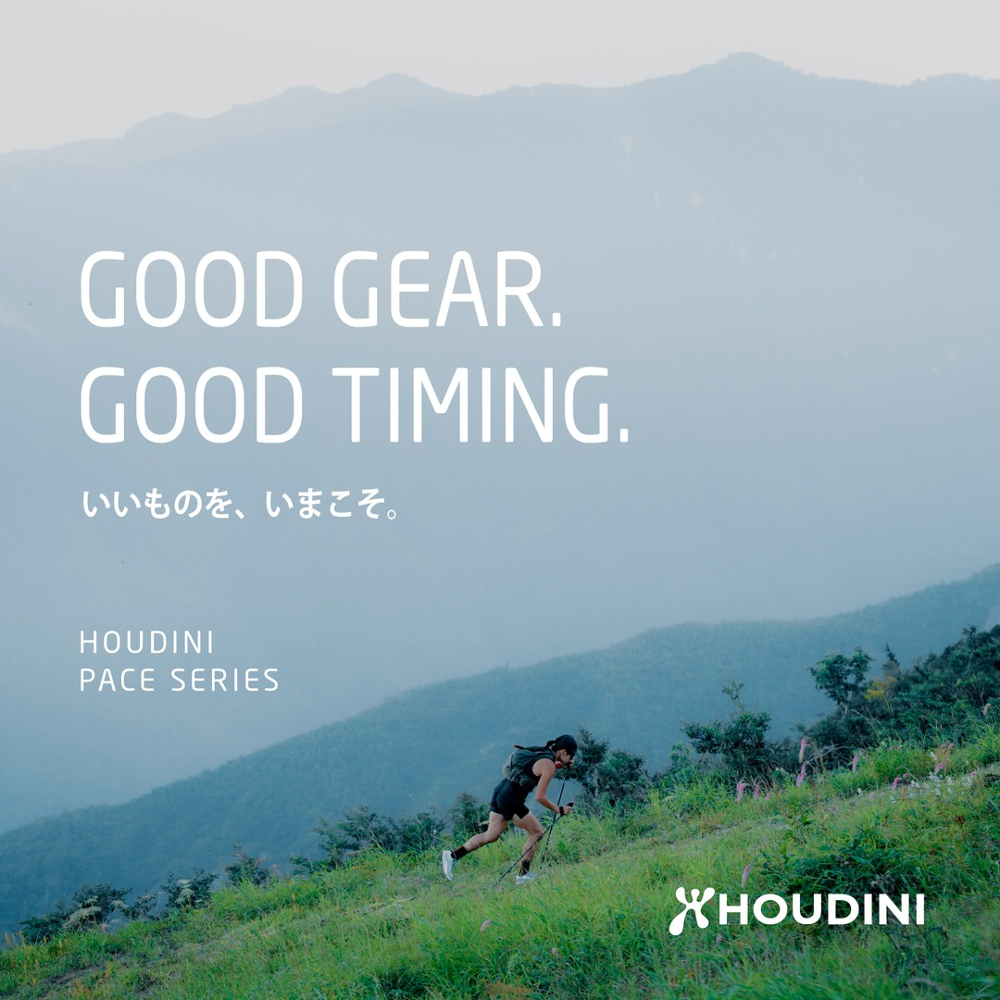 GOOD GEAR.
GOOD TIMING.
いいものを、いまこそ。
HOUDINI
PACE SERIES
HOUDINI